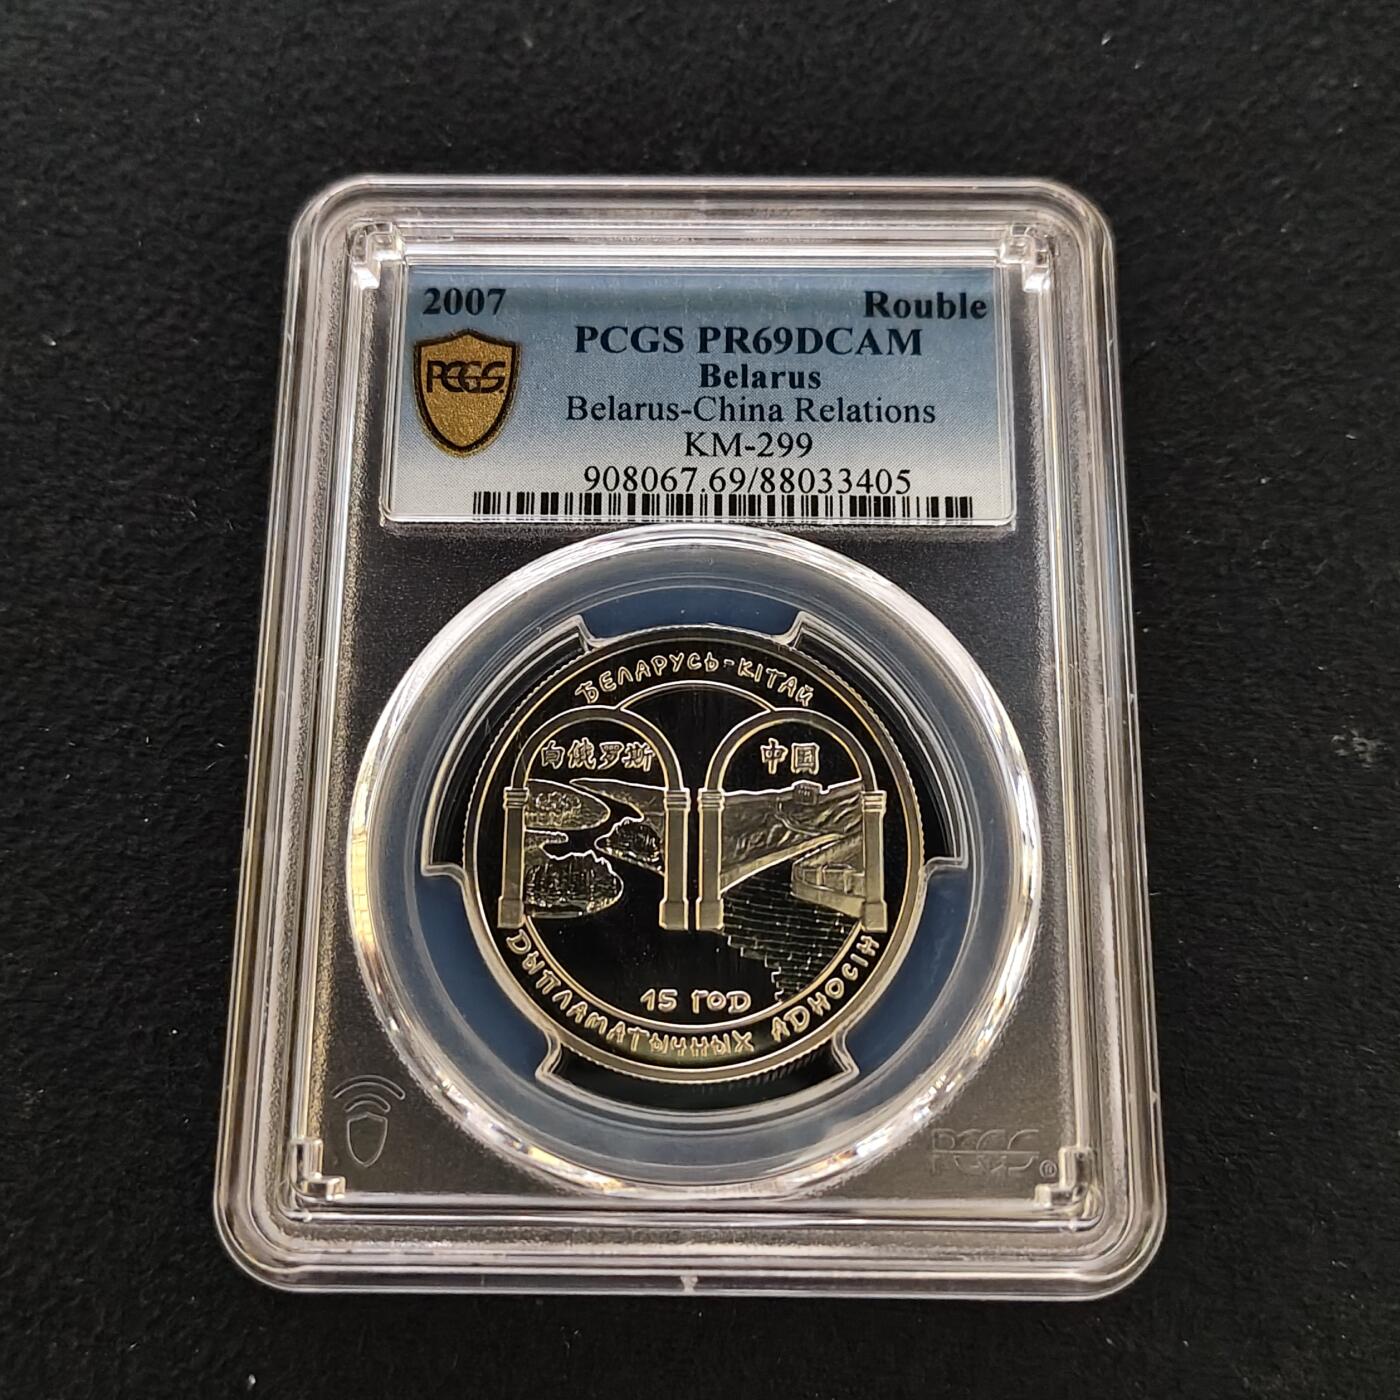 2007 Rouble
PCGS PR69DCAM
PCGS
Belarus
Belarus-China Relations
KM-299
908067.69/88033405
БЕЛАРУСЬ-КІТАЙ
白俄罗斯 中国
15 ГОД
ДЫПЛАМАТЫЧНЫХ АДНОСІН
PCGS®